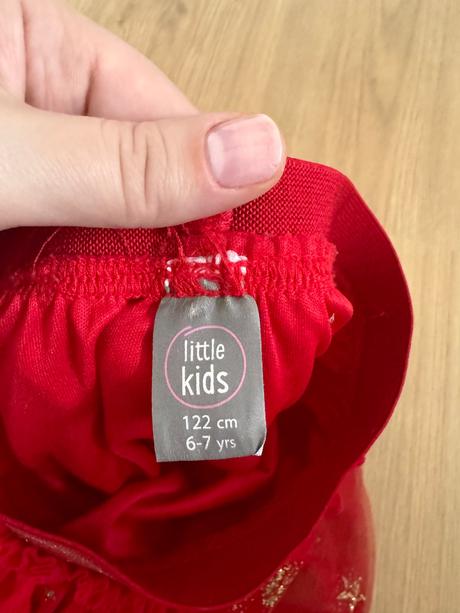 little
kids
122 cm
6-7 yrs